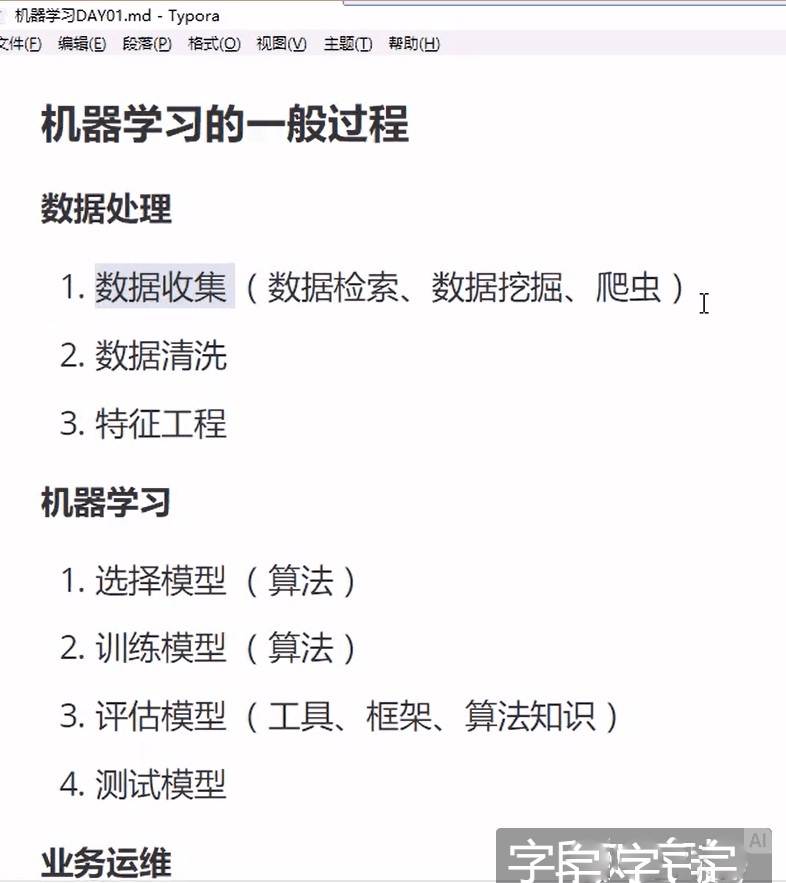 机器学习DAY01.md - Typora
文件(F) 编辑(E) 段落(P) 格式(O) 视图(V) 主题(T) 帮助(H)
机器学习的一般过程
数据处理
1. 数据收集（数据检索、数据挖掘、爬虫）
2. 数据清洗
3. 特征工程
机器学习
1. 选择模型（算法）
2. 训练模型（算法）
3. 评估模型（工具、框架、算法知识）
4. 测试模型
业务运维
AI